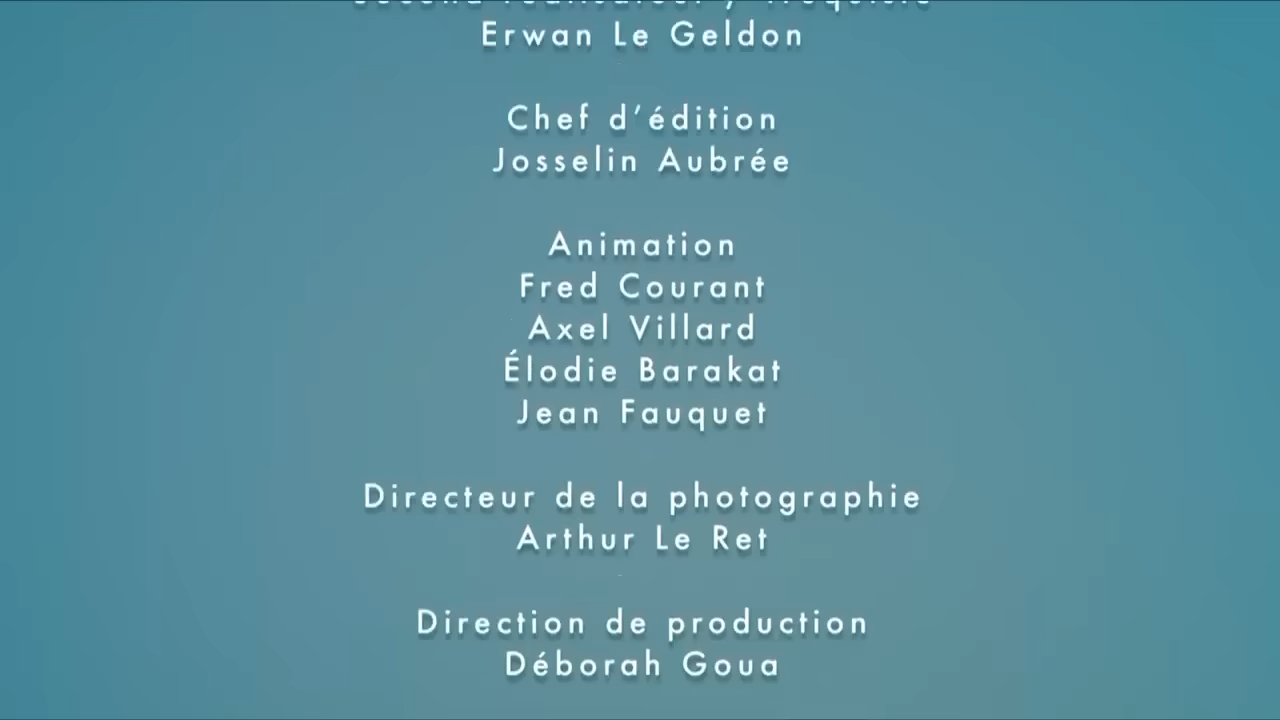 Erwan Le Geldon
Chef d’édition
Josselin Aubrée
Animation
Fred Courant
Axel Villard
Élodie Barakat
Jean Fauquet
Directeur de la photographie
Arthur Le Ret
Direction de production
Déborah Goua